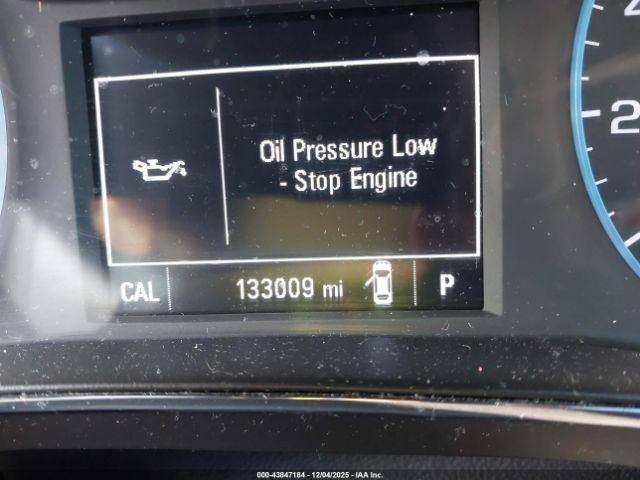 Oil Pressure Low
- Stop Engine
CAL 133009 mi P
000-43847184 - 12/04/2025 - IAA Inc.